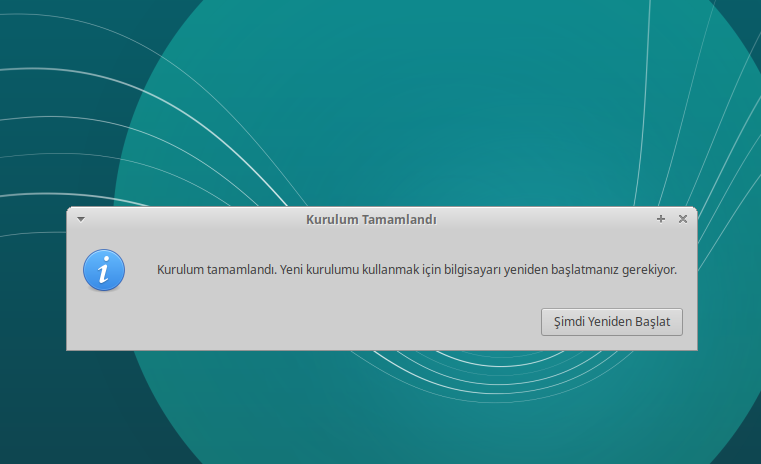 Kurulum Tamamlandı
Kurulum tamamlandı. Yeni kurulumu kullanmak için bilgisayarı yeniden başlatmanız gerekiyor.
Şimdi Yeniden Başlat